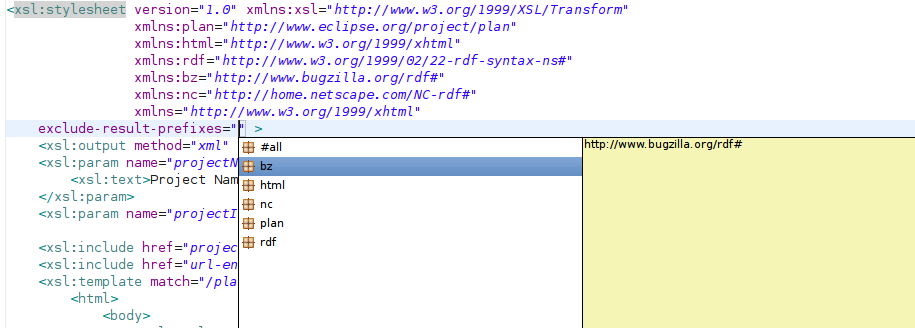 <xsl:stylesheet version="1.0" xmlns:xsl="http://www.w3.org/1999/XSL/Transform"
xmlns:plan="http://www.eclipse.org/project/plan"
xmlns:html="http://www.w3.org/1999/xhtml"
xmlns:rdf="http://www.w3.org/1999/02/22-rdf-syntax-ns#"
xmlns:bz="http://www.bugzilla.org/rdf#"
xmlns:nc="http://home.netscape.com/NC-rdf#"
xmlns="http://www.w3.org/1999/xhtml"
exclude-result-prefixes="" >
<xsl:output method="xml" #all http://www.bugzilla.org/rdf#
<xsl:param name="projectN bz
<xsl:text>Project Nam html
</xsl:param> nc
<xsl:param name="projectI plan
rdf
<xsl:include href="projec
<xsl:include href="url-en
<xsl:template match="/pla
<html>
<body>